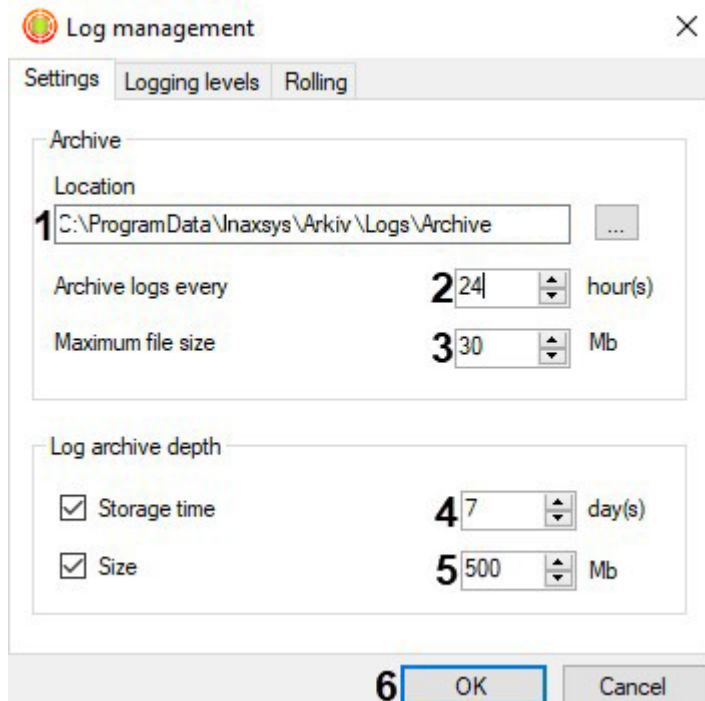 Log management
Settings Logging levels Rolling
Archive
Location
1 C:\ProgramData\Inaxsys\Arkiv\Logs\Archive ...
Archive logs every 2 24 hour(s)
Maximum file size 3 30 Mb
Log archive depth
Storage time 4 7 day(s)
Size 5 500 Mb
6 OK Cancel